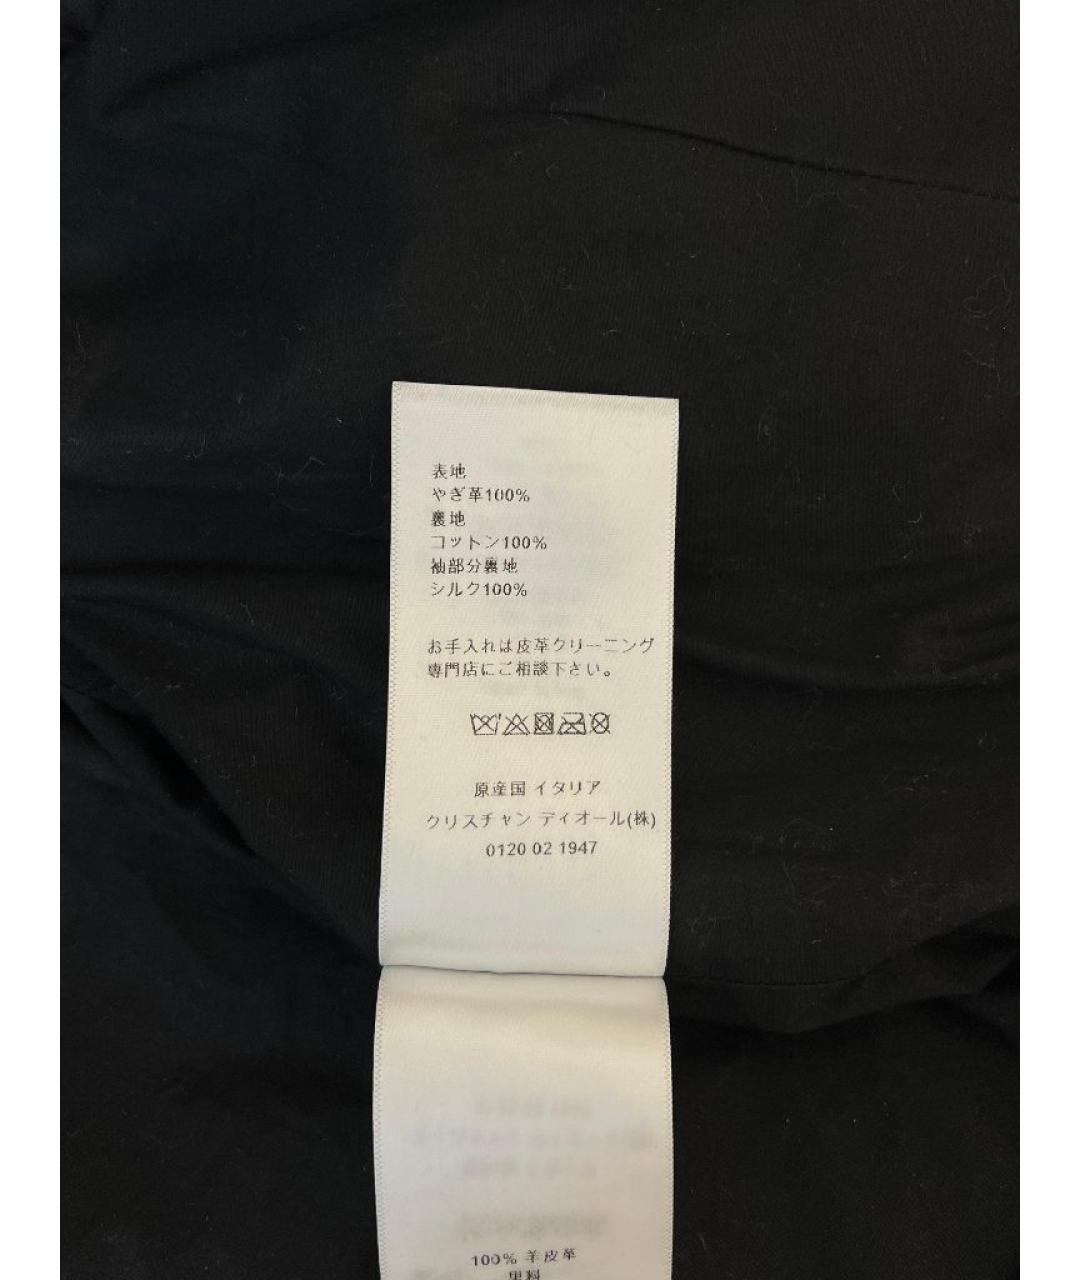 表地
やぎ革100%
裏地
コットン100%
袖部分裏地
シルク100%
お手入れは皮革クリーニング
専門店にご相談下さい。
原産国 イタリア
クリスチャン ディオール(株)
0120 02 1947
100% 羊皮革
里料